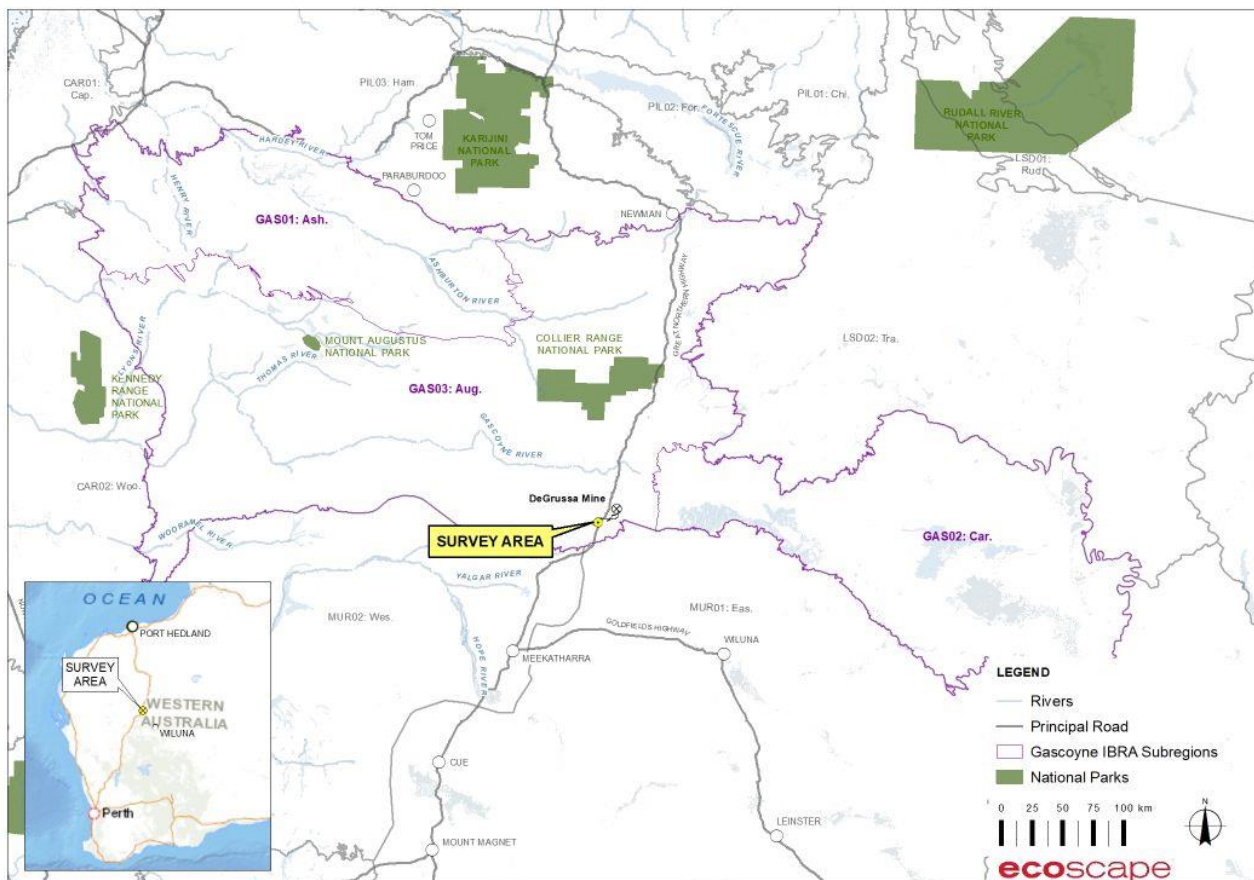 CAR01:
Cap.
PIL03: Ham
PIL02: For.
FORTESCUE RIVER
PIL01: Chi.
RUDALL RIVER
NATIONAL
PARK
LSD01:
Rud
TOM
PRICE
KARIJINI
NATIONAL
PARK
HARDEY RIVER
PARABURDOO
HENRY RIVER
GAS01: Ash.
NEWMAN
ASHBURTON RIVER
GREAT NORTHERN HIGHWAY
LYONS RIVER
MOUNT AUGUSTUS
NATIONAL PARK
THOMAS RIVER
COLLIER RANGE
NATIONAL PARK
LSD02: Tra.
KENNEDY
RANGE
NATIONAL
PARK
GAS03: Aug.
GASCOYNE RIVER
CAR02: Woo.
DeGrussa Mine
WOORAMEL RIVER
SURVEY AREA
GAS02: Car.
YALGAR RIVER
MUR02: Wes.
HOPE RIVER
MUR01: Eas.
GOLDFIELDS HIGHWAY
MEEKATHARRA
WILUNA
CUE
MOUNT MAGNET
LEINSTER
OCEAN
PORT HEDLAND
SURVEY
AREA
WESTERN
AUSTRALIA
WILUNA
Perth
LEGEND
Rivers
Principal Road
Gascoyne IBRA Subregions
National Parks
0 25 50 75 100 km
N
ecoscape